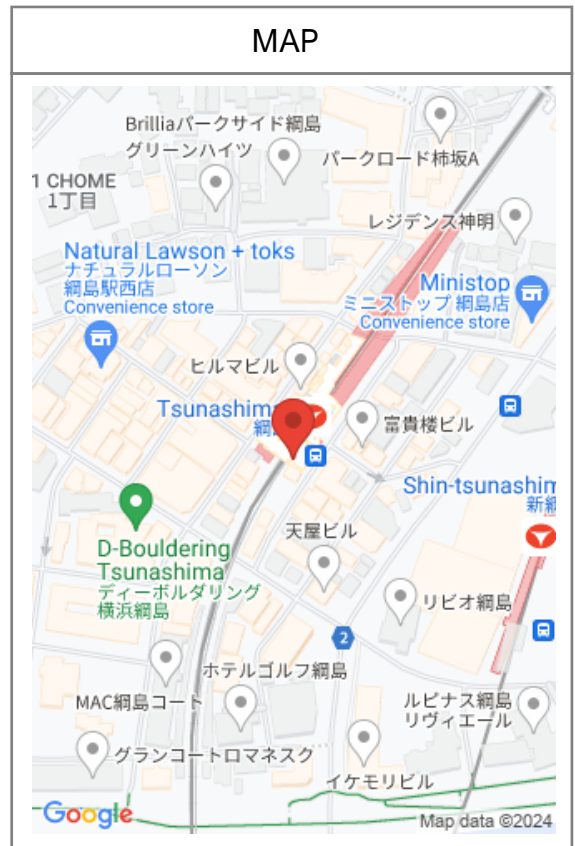 MAP
Brilliaパークサイド綱島
グリーンハイツ
パークロード柿坂A
1 CHOME
1丁目
レジデンス神明
Natural Lawson + toks
ナチュラルローソン
綱島駅西店
Convenience store
Ministop
ミニストップ 綱島店
Convenience store
ヒルマビル
Tsunashima
綱
富貴楼ビル
Shin-tsunashim
新綱
天屋ビル
D-Bouldering
Tsunashima
ディーボルダリング
横浜綱島
リビオ綱島
2
ホテルゴルフ綱島
MAC綱島コート
ルピナス綱島
リヴィエール
グランコートロマネスク
イケモリビル
Google
Map data ©2024